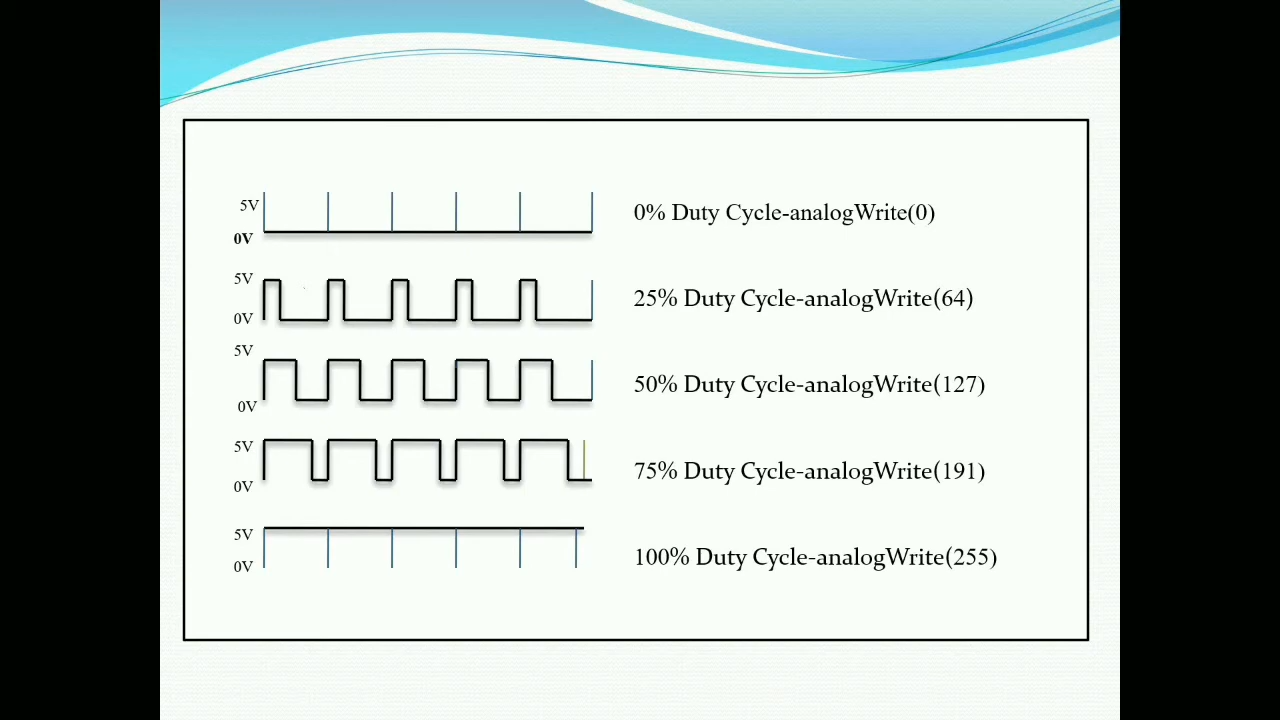 5V
0V
0% Duty Cycle-analogWrite(0)
5V
0V
25% Duty Cycle-analogWrite(64)
5V
0V
50% Duty Cycle-analogWrite(127)
5V
0V
75% Duty Cycle-analogWrite(191)
5V
0V
100% Duty Cycle-analogWrite(255)